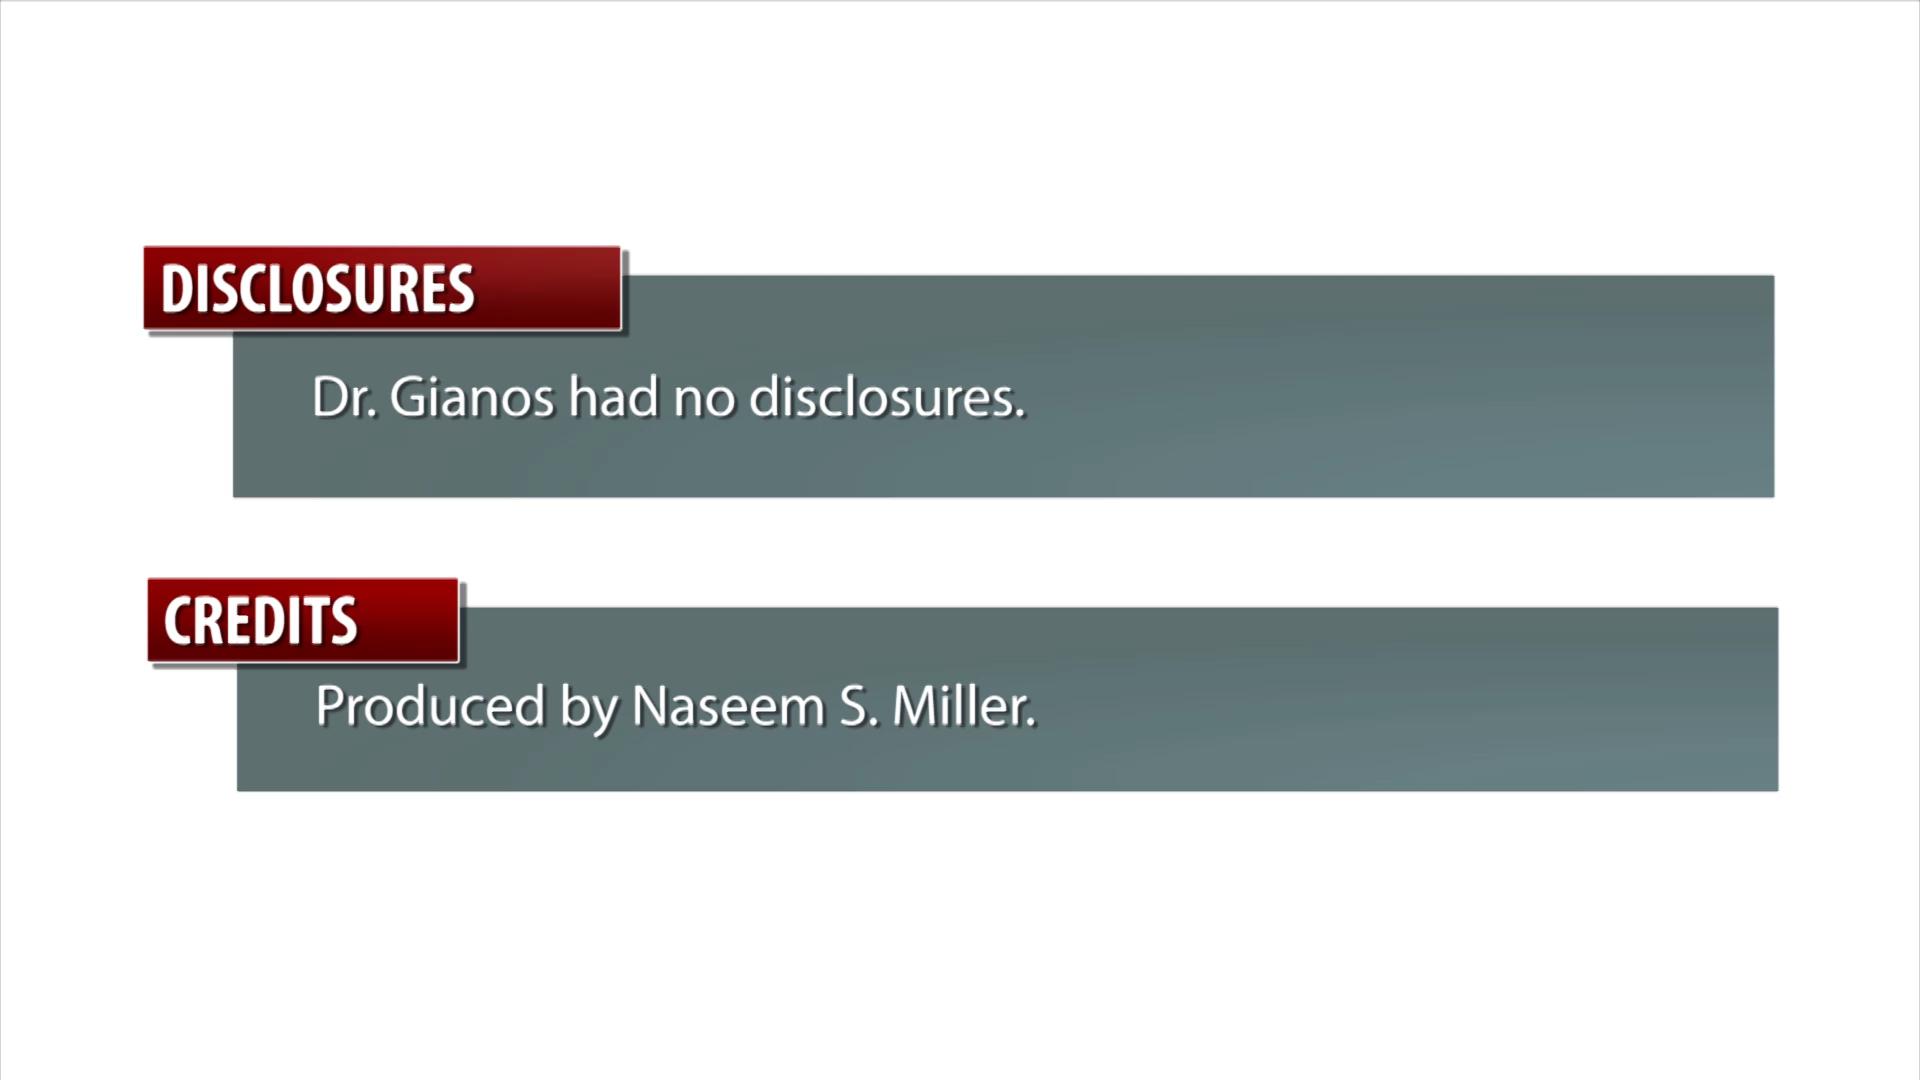 DISCLOSURES
Dr. Gianos had no disclosures.
CREDITS
Produced by Naseem S. Miller.